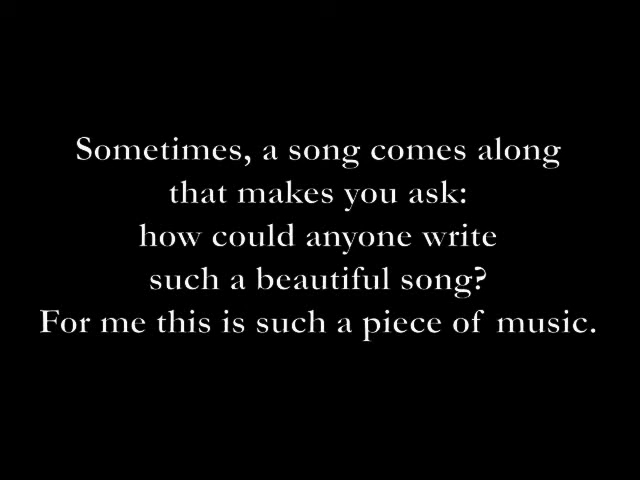 Sometimes, a song comes along
that makes you ask:
how could anyone write
such a beautiful song?
For me this is such a piece of music.